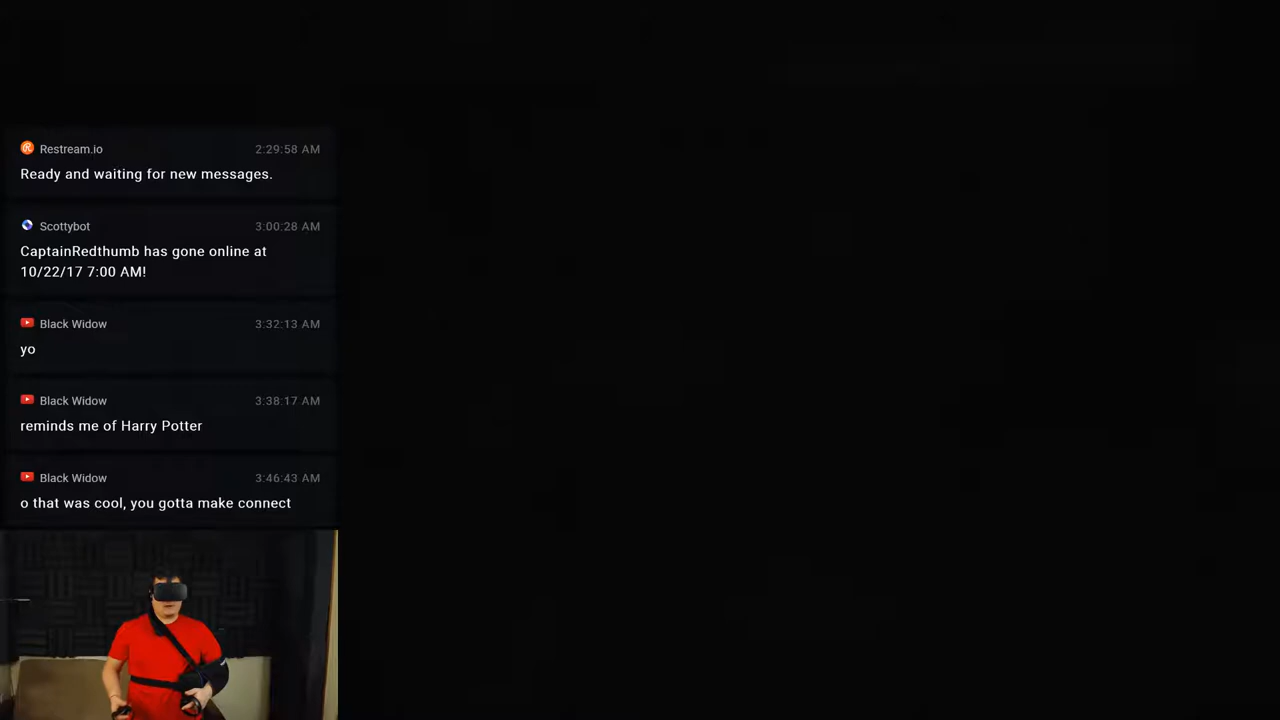 Restream.io 2:29:58 AM
Ready and waiting for new messages.
Scottybot 3:00:28 AM
CaptainRedthumb has gone online at
10/22/17 7:00 AM!
Black Widow 3:32:13 AM
yo
Black Widow 3:38:17 AM
reminds me of Harry Potter
Black Widow 3:46:43 AM
o that was cool, you gotta make connect